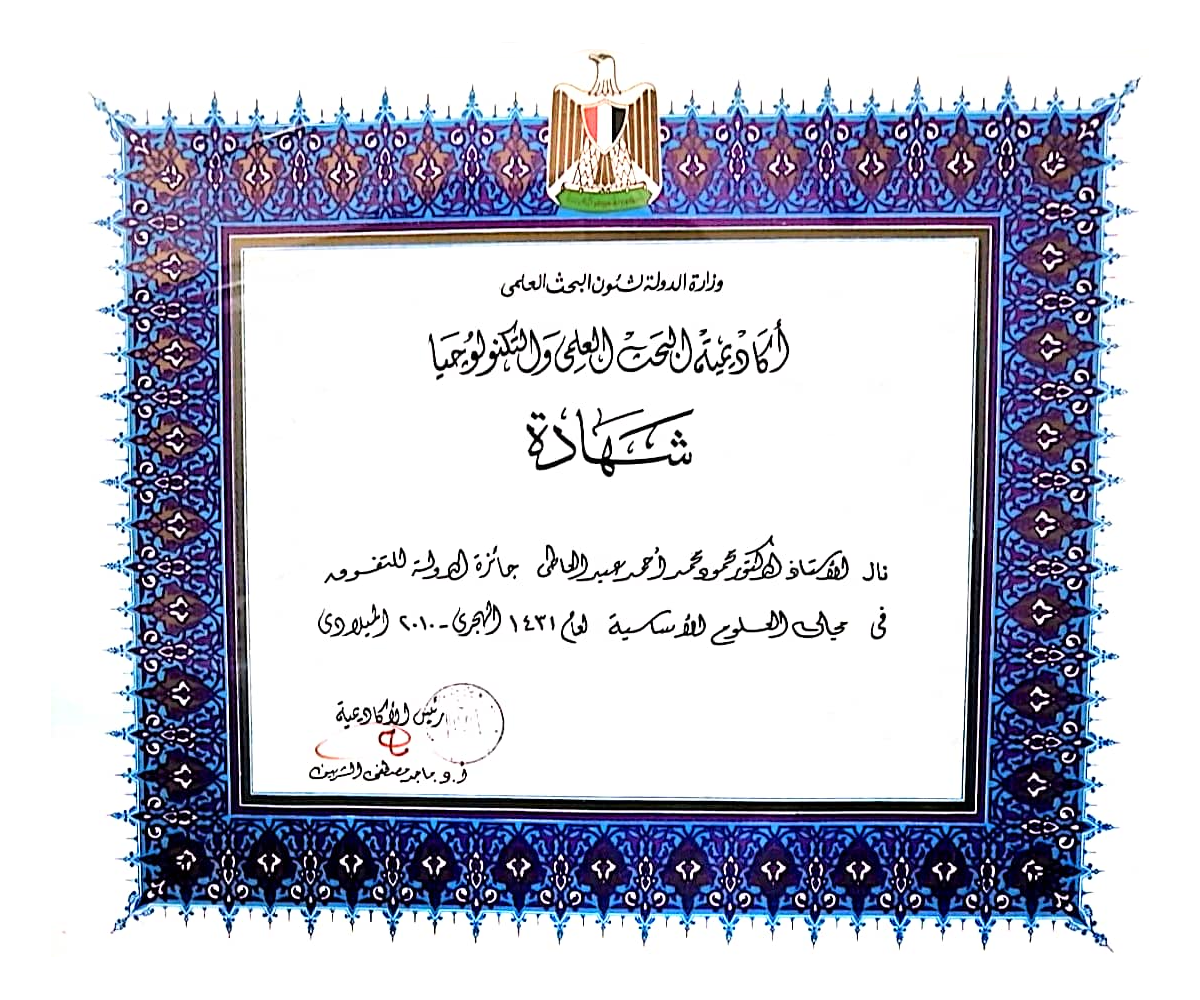 وزارة الدولة لشئون البحث العلمى
أكاديمية البحث العلمى والتكنولوجيا
شهادة
نال الأستاذ الدكتور محمود محمد أحمد عبد العاطى جائزة الدولة للتفوق
فى مجال العلوم الأساسية لعام ١٤٣١ الهجرى - ٢٠١٠ الميلادى
رئيس الأكاديمية
أ.د. ماجد مصطفى الشربينى